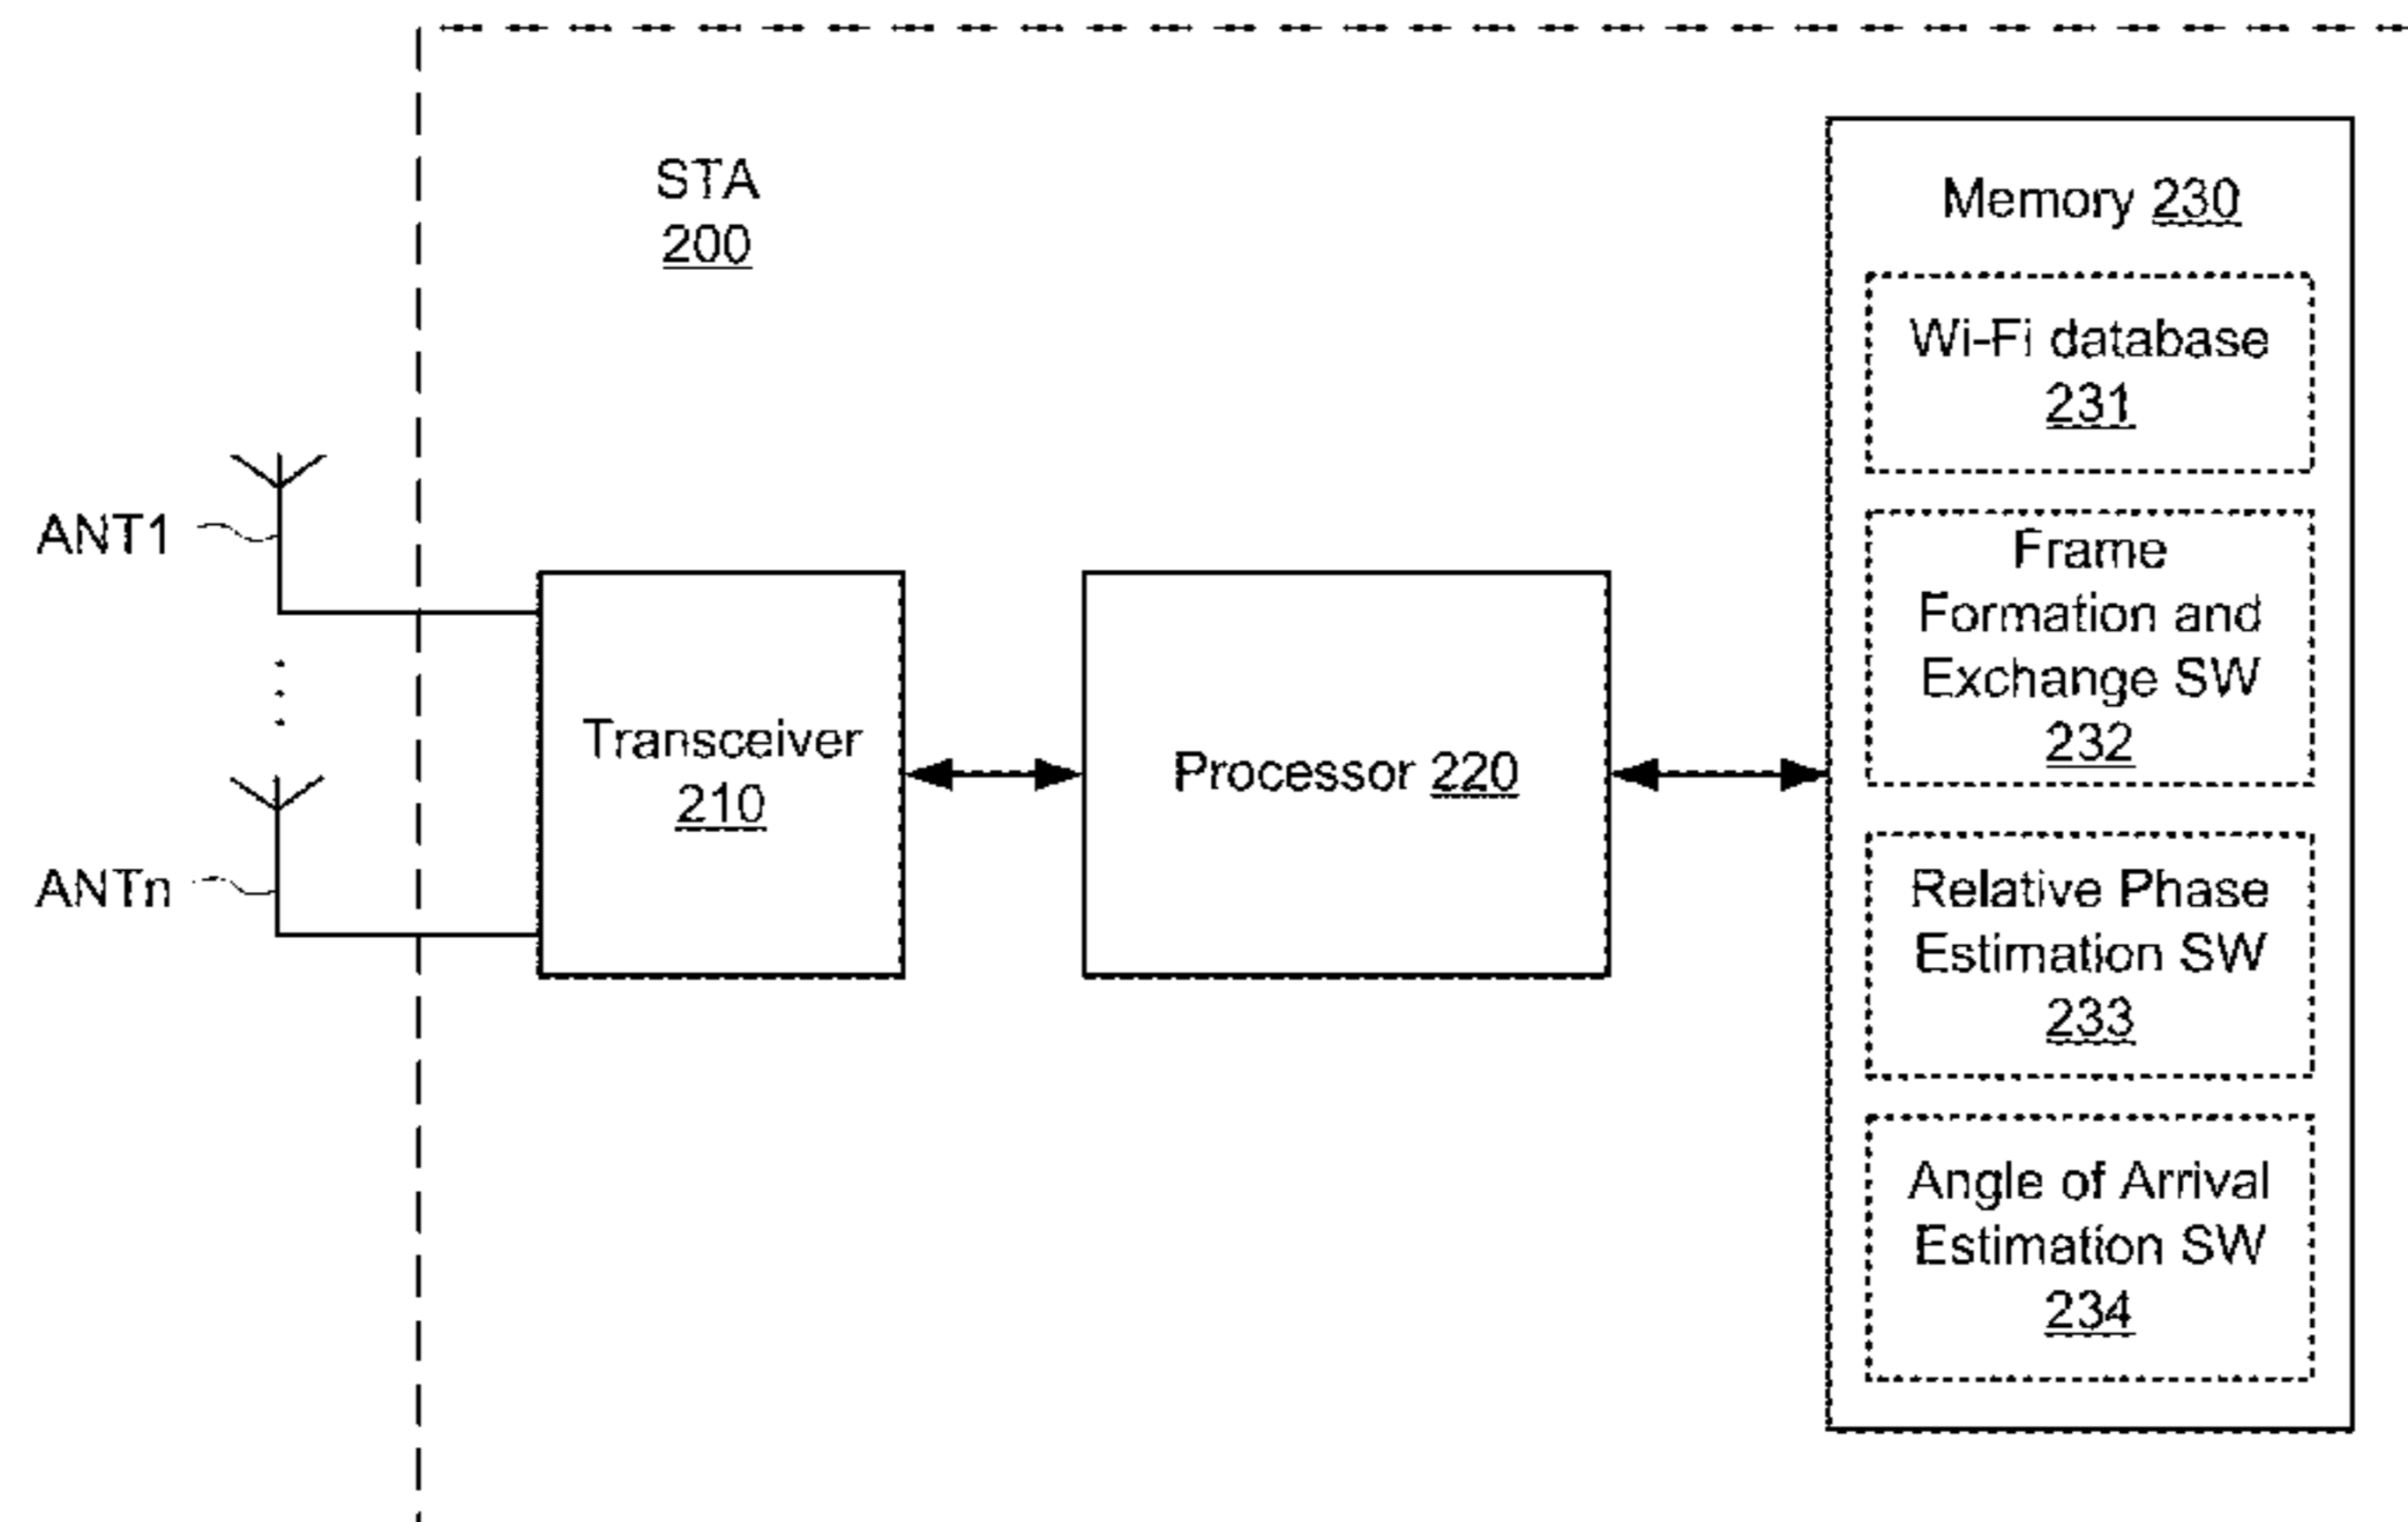 STA
200
ANT1
ANTn
Transceiver
210
Processor 220
Memory 230
Wi-Fi database
231
Frame
Formation and
Exchange SW
232
Relative Phase
Estimation SW
233
Angle of Arrival
Estimation SW
234